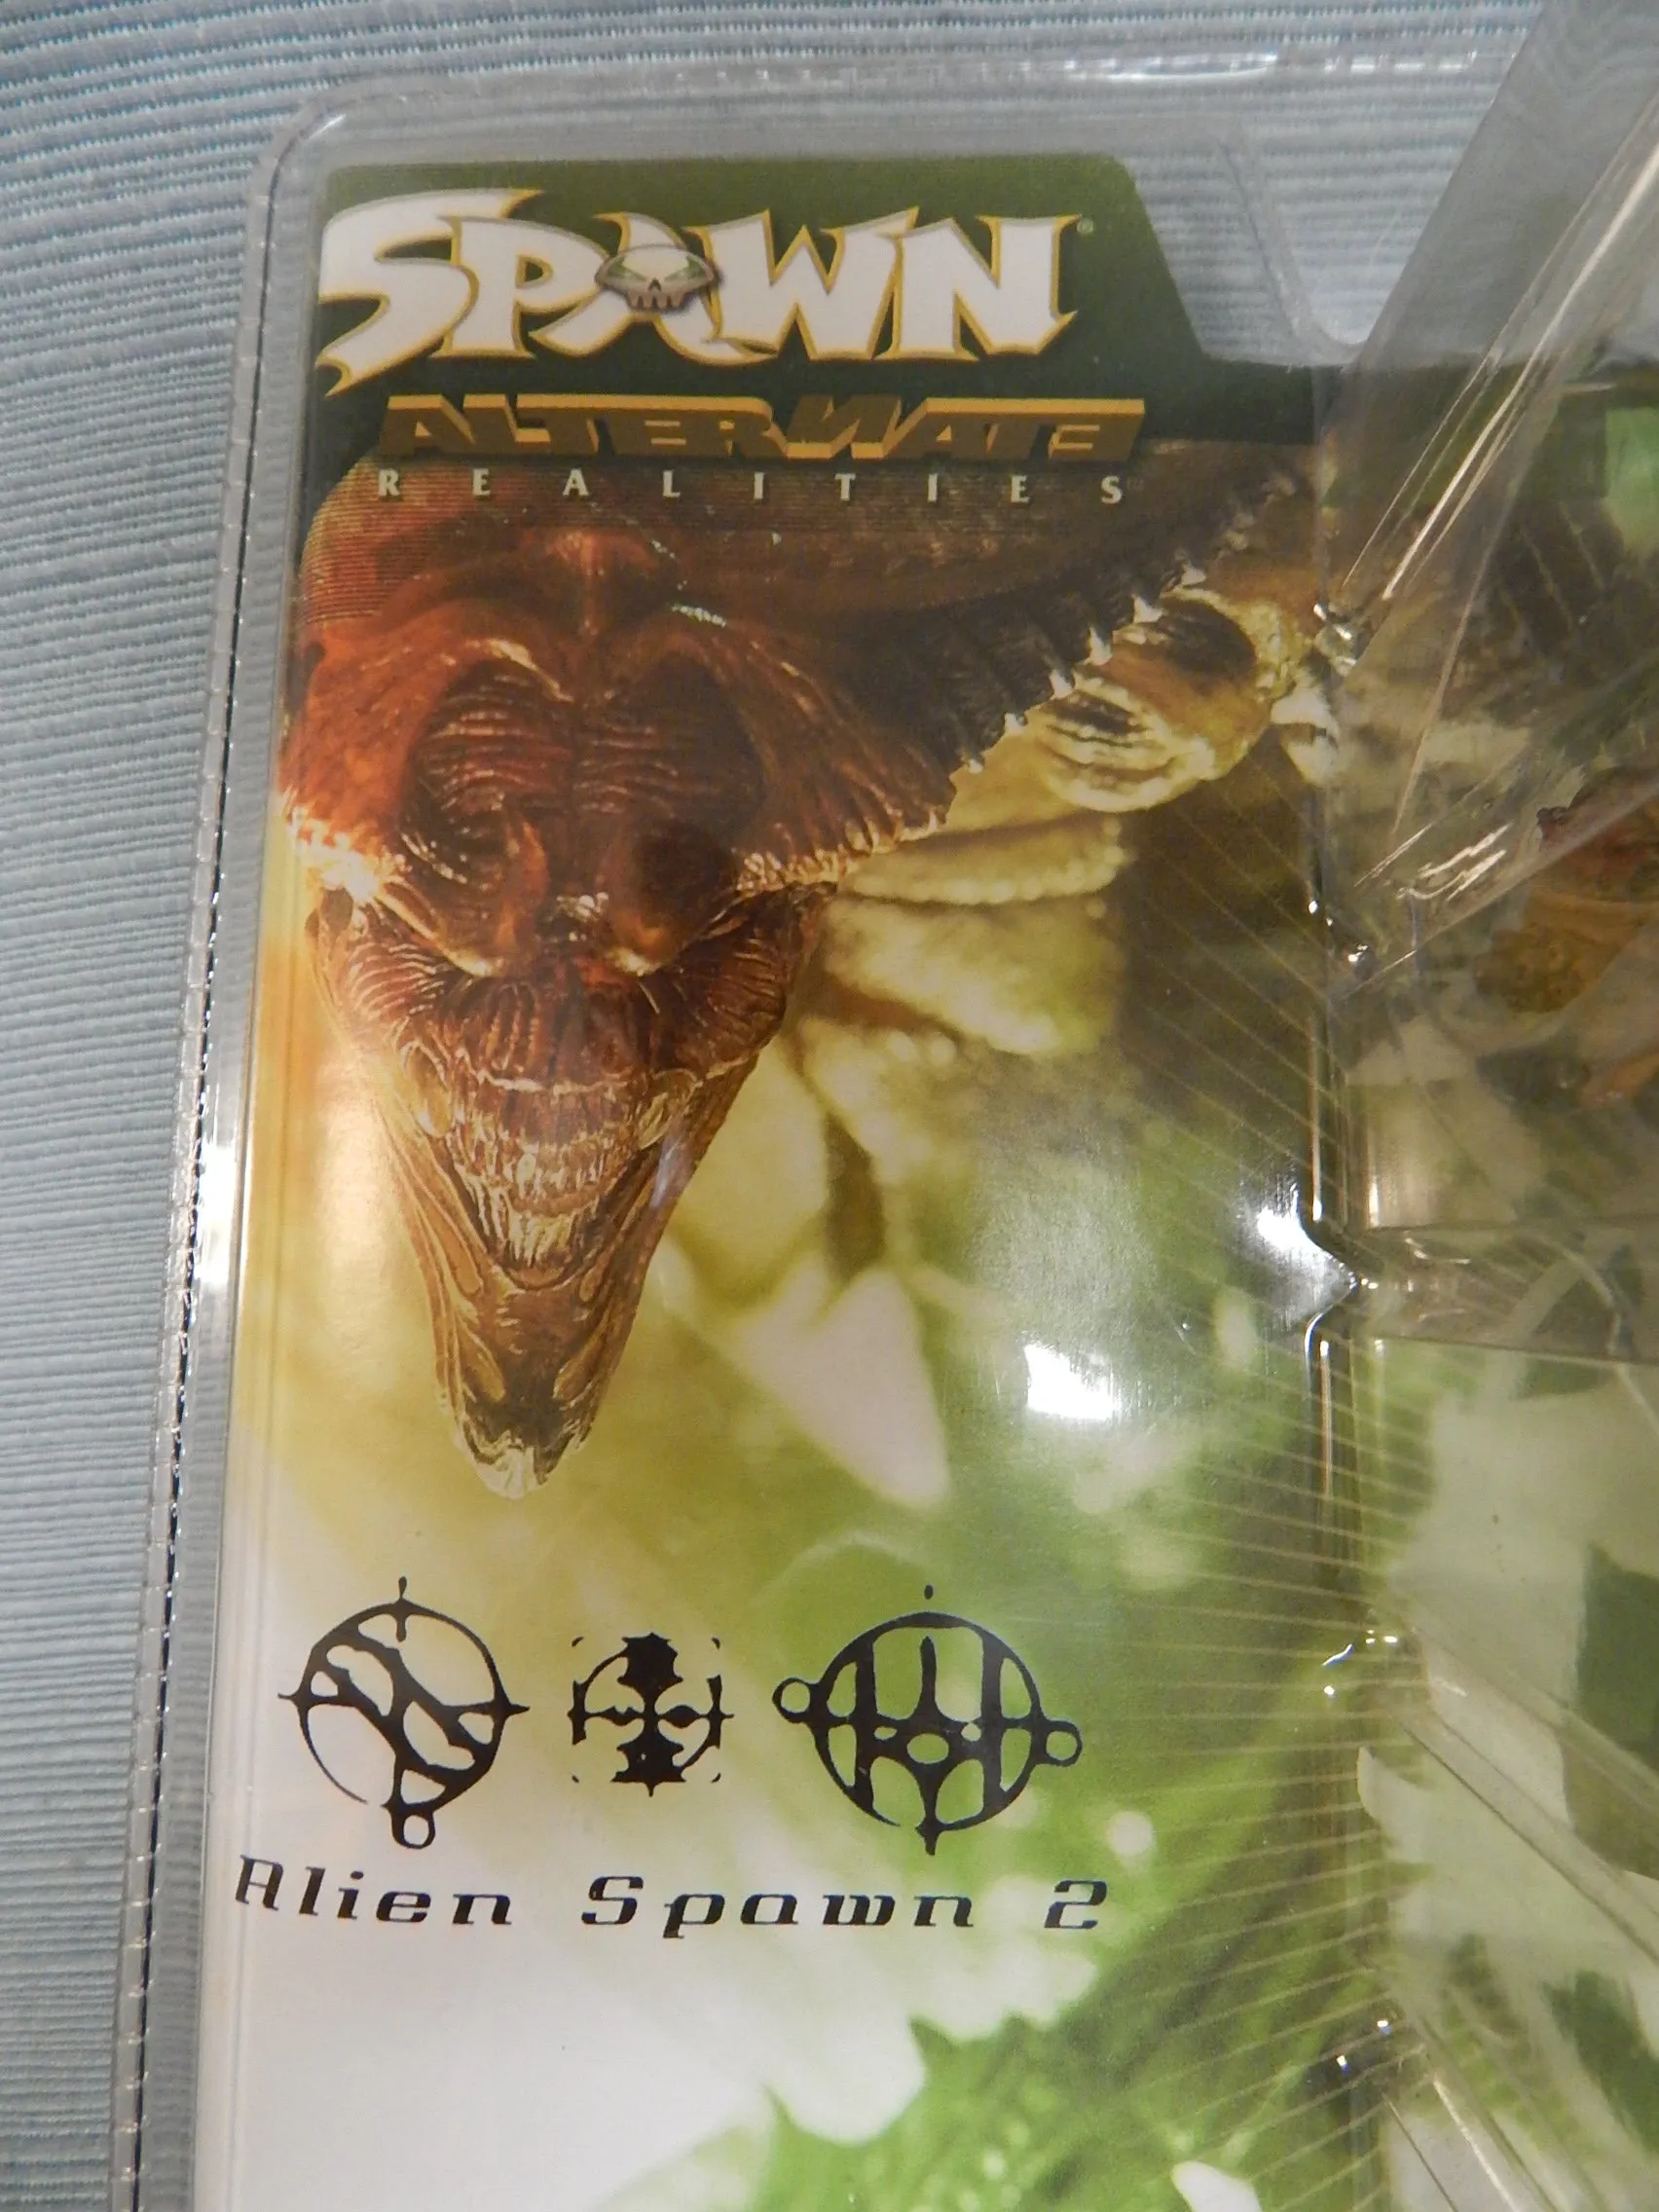 SPAWN
ALTERNATE
REALITIES
Alien Spawn 2